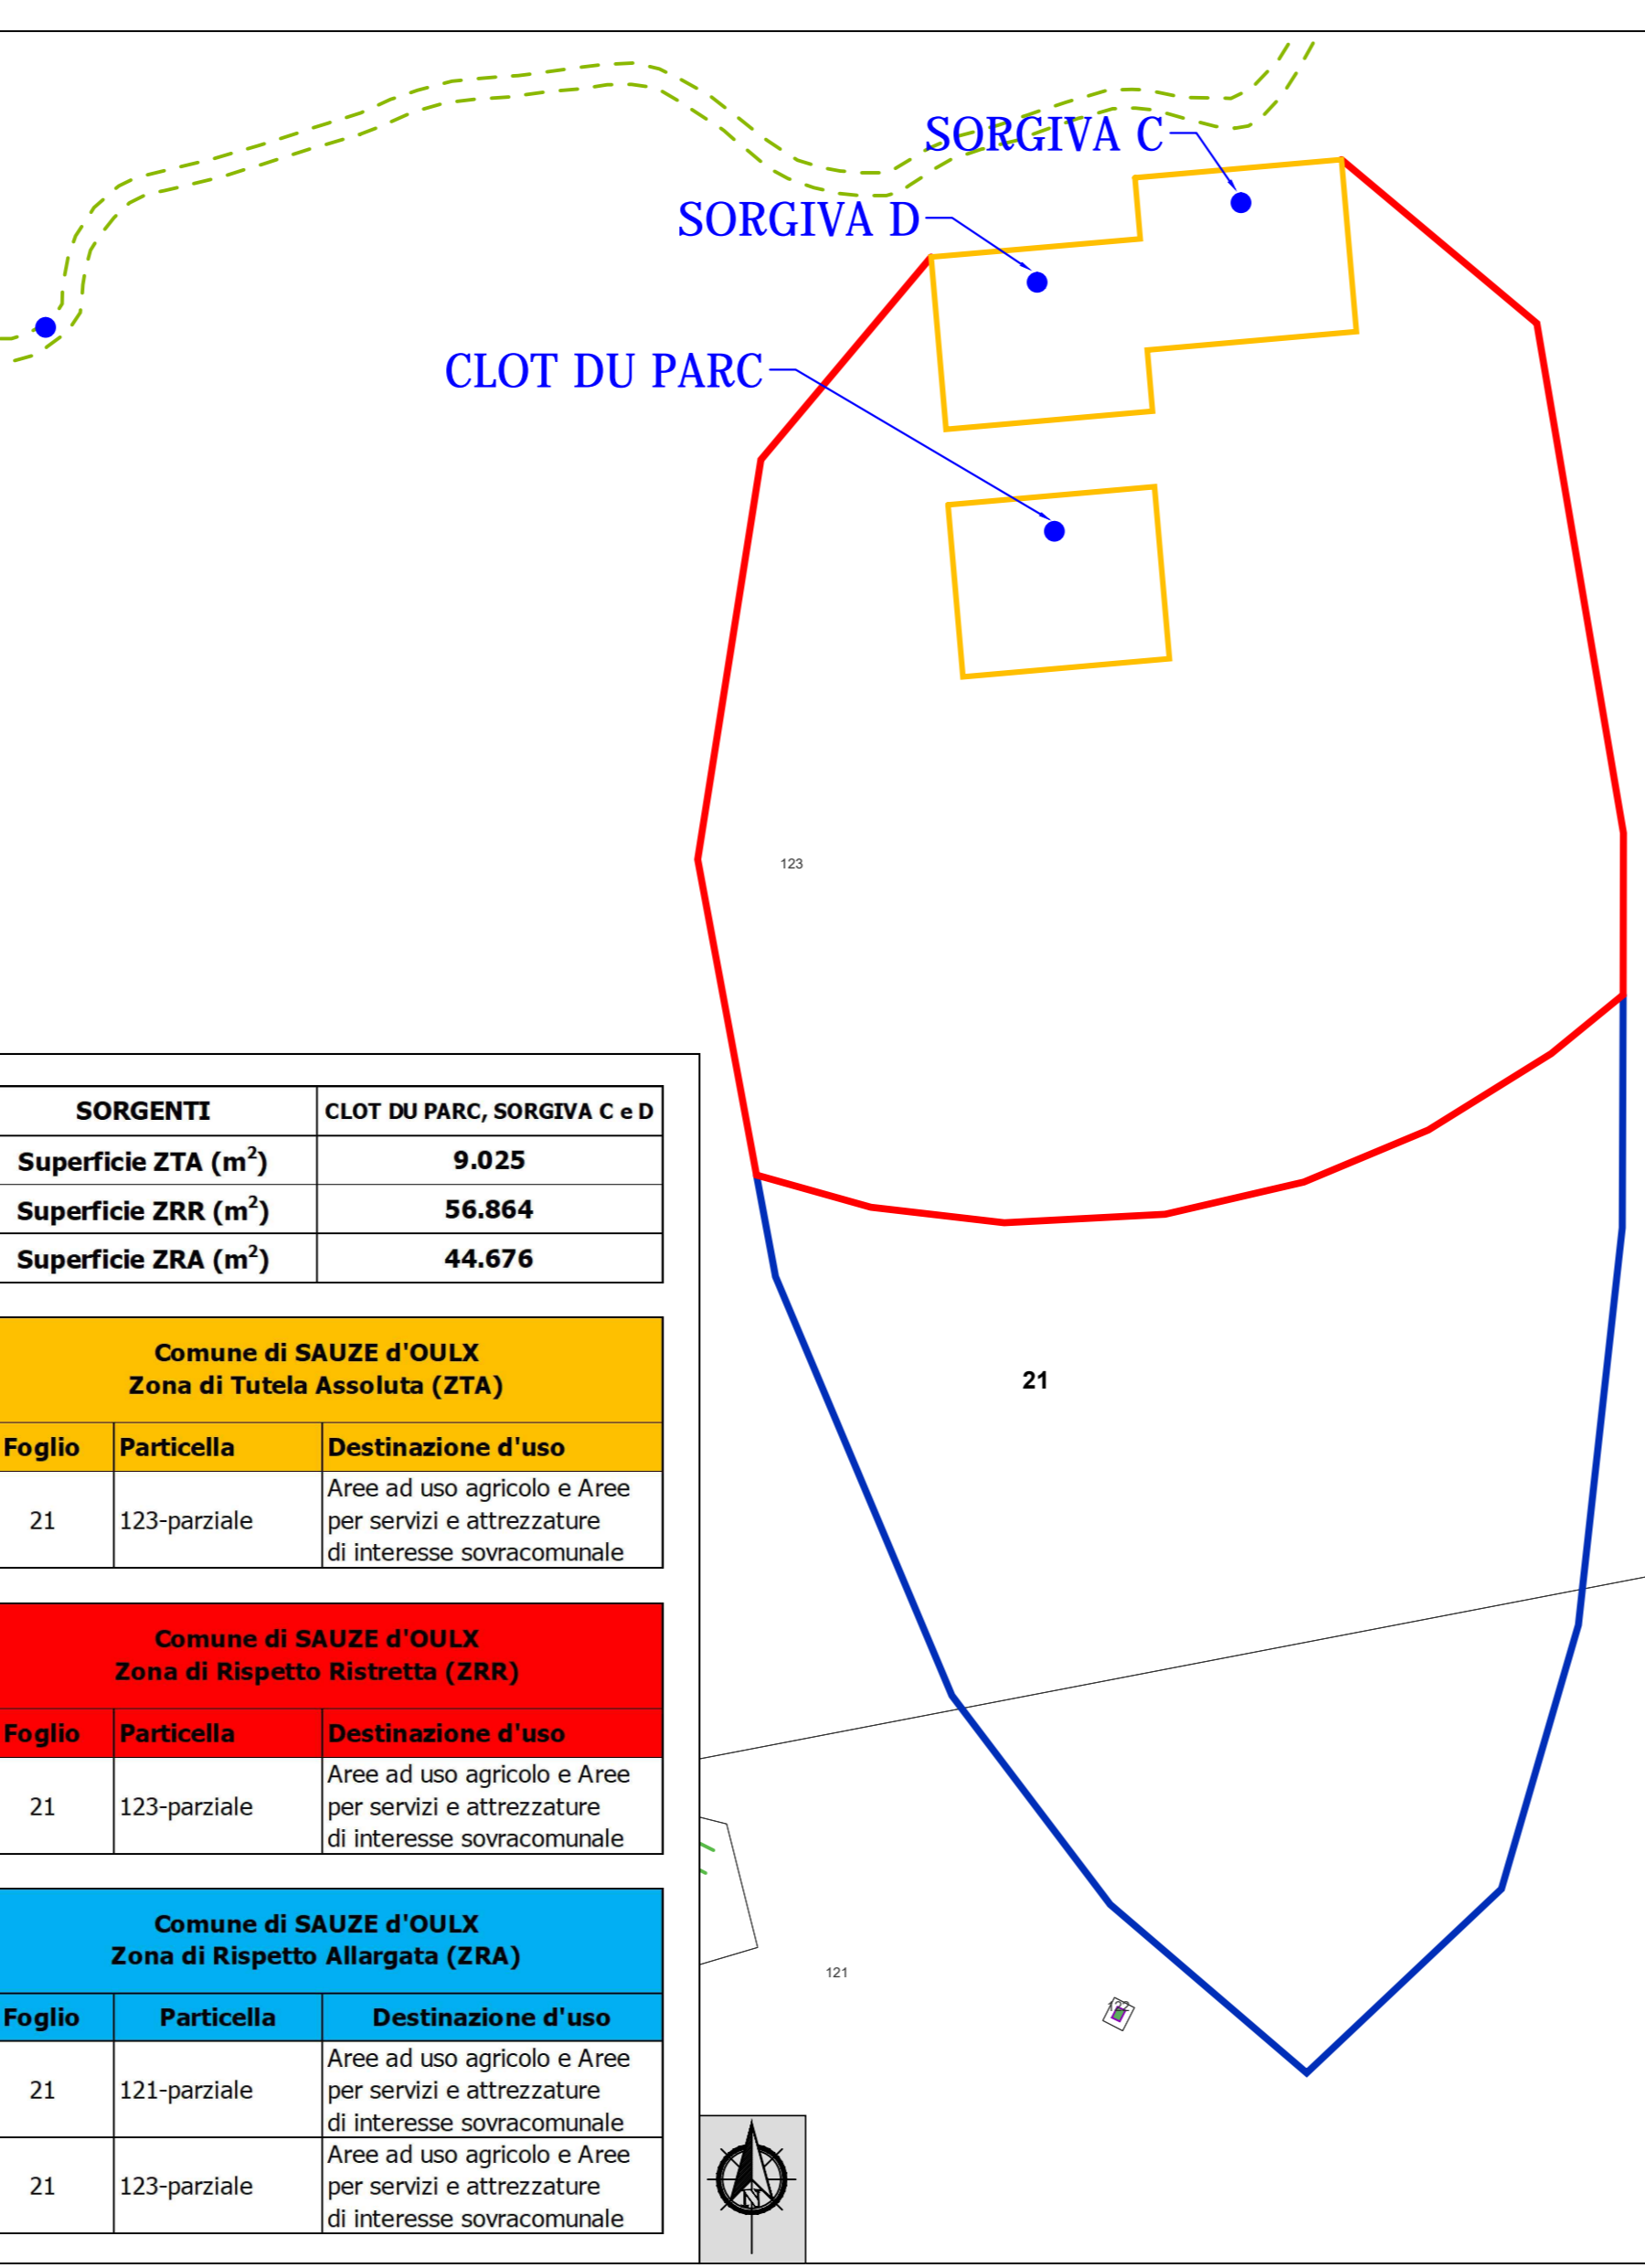 SORGIVA C
SORGIVA D
CLOT DU PARC
123
SORGENTI CLOT DU PARC, SORGIVA C e D
Superficie ZTA (m²) 9.025
Superficie ZRR (m²) 56.864
Superficie ZRA (m²) 44.676
Comune di SAUZE d'OULX
Zona di Tutela Assoluta (ZTA)
Foglio Particella Destinazione d'uso
21 123-parziale Aree ad uso agricolo e Aree
per servizi e attrezzature
di interesse sovracomunale
21
Comune di SAUZE d'OULX
Zona di Rispetto Ristretta (ZRR)
Foglio Particella Destinazione d'uso
21 123-parziale Aree ad uso agricolo e Aree
per servizi e attrezzature
di interesse sovracomunale
Comune di SAUZE d'OULX
Zona di Rispetto Allargata (ZRA)
Foglio Particella Destinazione d'uso
21 121-parziale Aree ad uso agricolo e Aree
per servizi e attrezzature
di interesse sovracomunale
21 123-parziale Aree ad uso agricolo e Aree
per servizi e attrezzature
di interesse sovracomunale
121
122
N